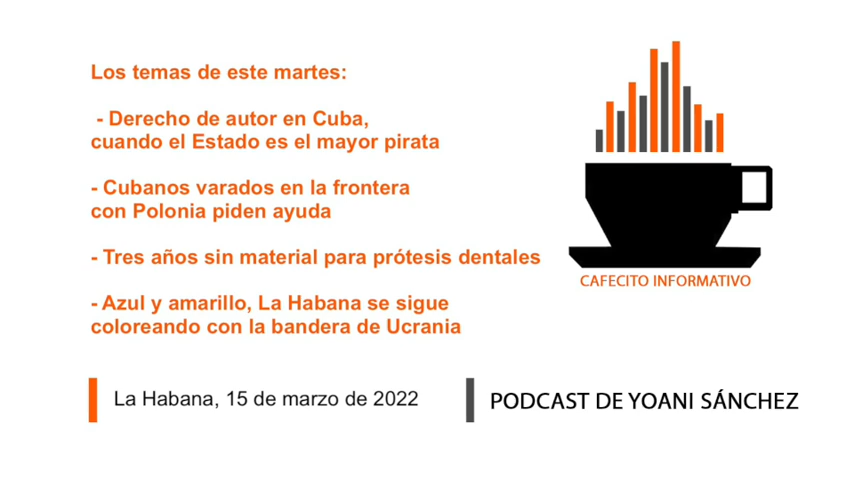 Los temas de este martes:
- Derecho de autor en Cuba,
cuando el Estado es el mayor pirata
- Cubanos varados en la frontera
con Polonia piden ayuda
- Tres años sin material para prótesis dentales
- Azul y amarillo, La Habana se sigue
coloreando con la bandera de Ucrania
CAFECITO INFORMATIVO
La Habana, 15 de marzo de 2022
PODCAST DE YOANI SÁNCHEZ